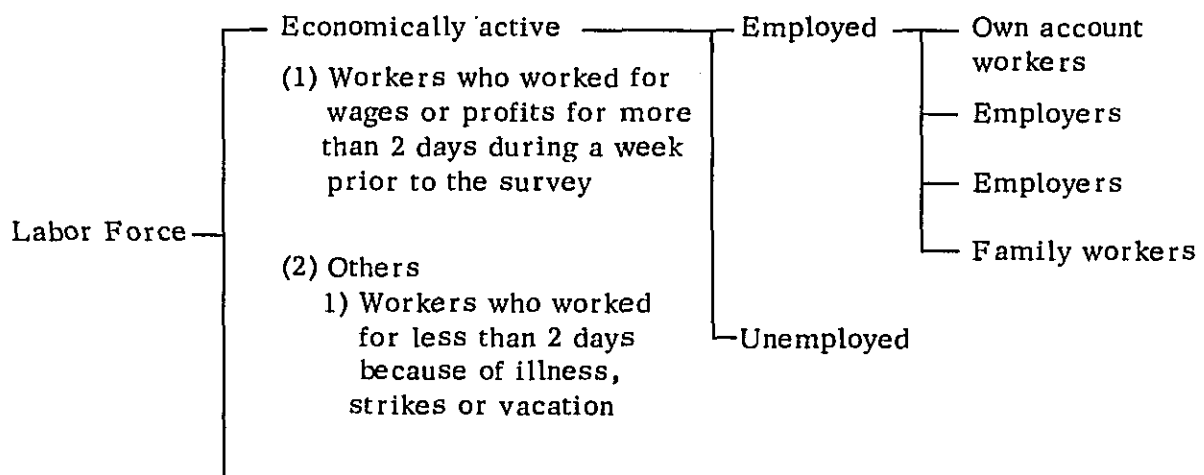 Economically active
Employed
Own account
workers
(1) Workers who worked for
wages or profits for more
than 2 days during a week
prior to the survey
Employers
Employers
Labor Force
Family workers
(2) Others
1) Workers who worked
for less than 2 days
because of illness,
strikes or vacation
Unemployed